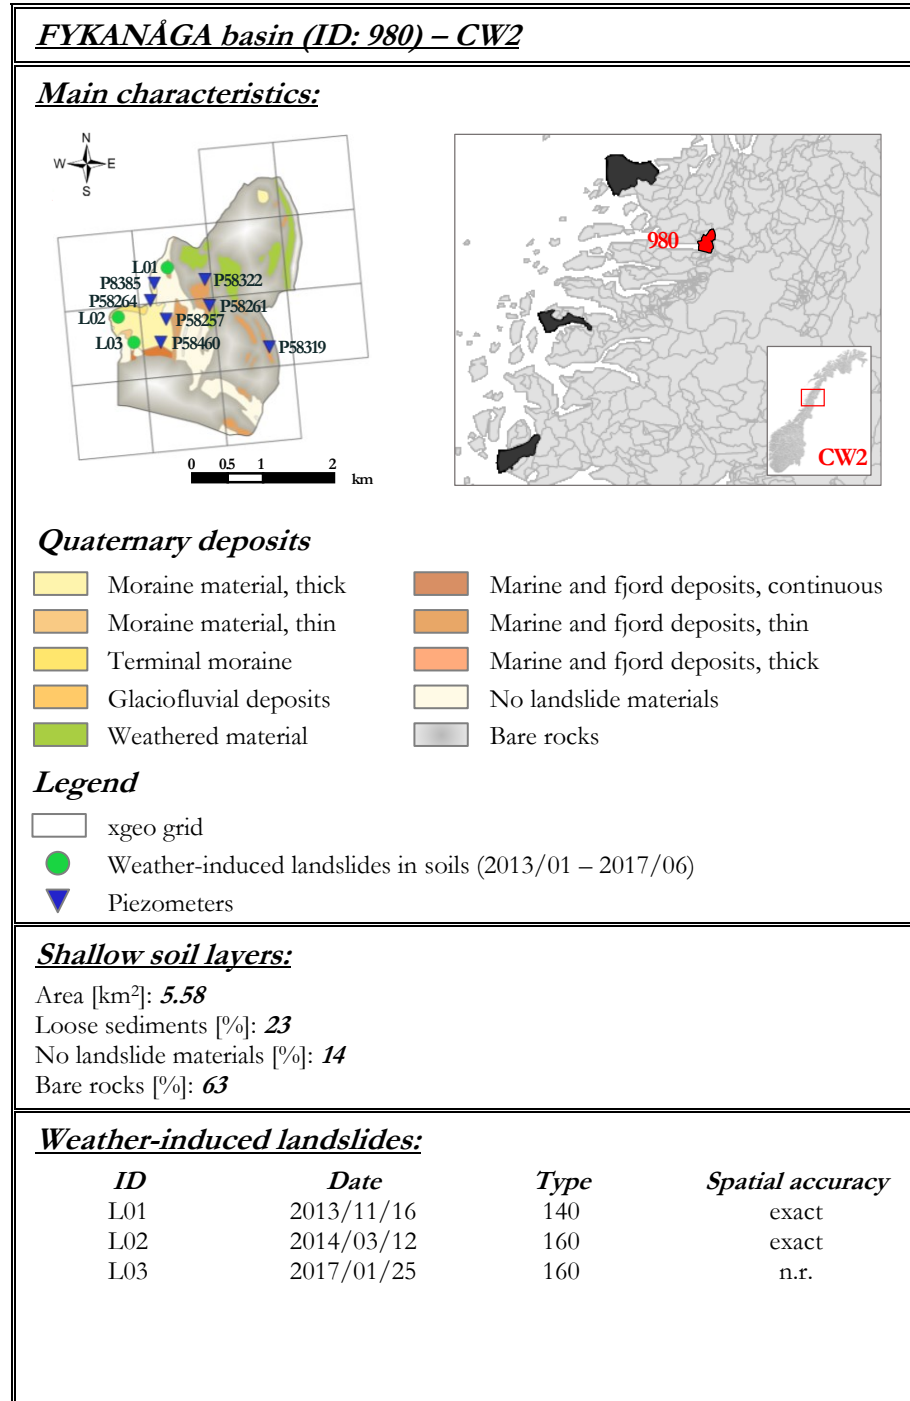 FYKANÅGA basin (ID: 980) – CW2
Main characteristics:
N
W E
S
L01
P8385
P58322
P58264
P58261
L02
P58257
L03
P58460
P58319
0 0.5 1 2
km
980
CW2
Quaternary deposits
Moraine material, thick
Marine and fjord deposits, continuous
Moraine material, thin
Marine and fjord deposits, thin
Terminal moraine
Marine and fjord deposits, thick
Glaciofluvial deposits
No landslide materials
Weathered material
Bare rocks
Legend
xgeo grid
Weather-induced landslides in soils (2013/01 – 2017/06)
Piezometers
Shallow soil layers:
Area [km²]: 5.58
Loose sediments [%]: 23
No landslide materials [%]: 14
Bare rocks [%]: 63
Weather-induced landslides:
ID Date Type Spatial accuracy
L01 2013/11/16 140 exact
L02 2014/03/12 160 exact
L03 2017/01/25 160 n.r.